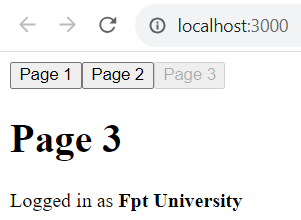 localhost:3000
Page 1 Page 2 Page 3
Page 3
Logged in as Fpt University